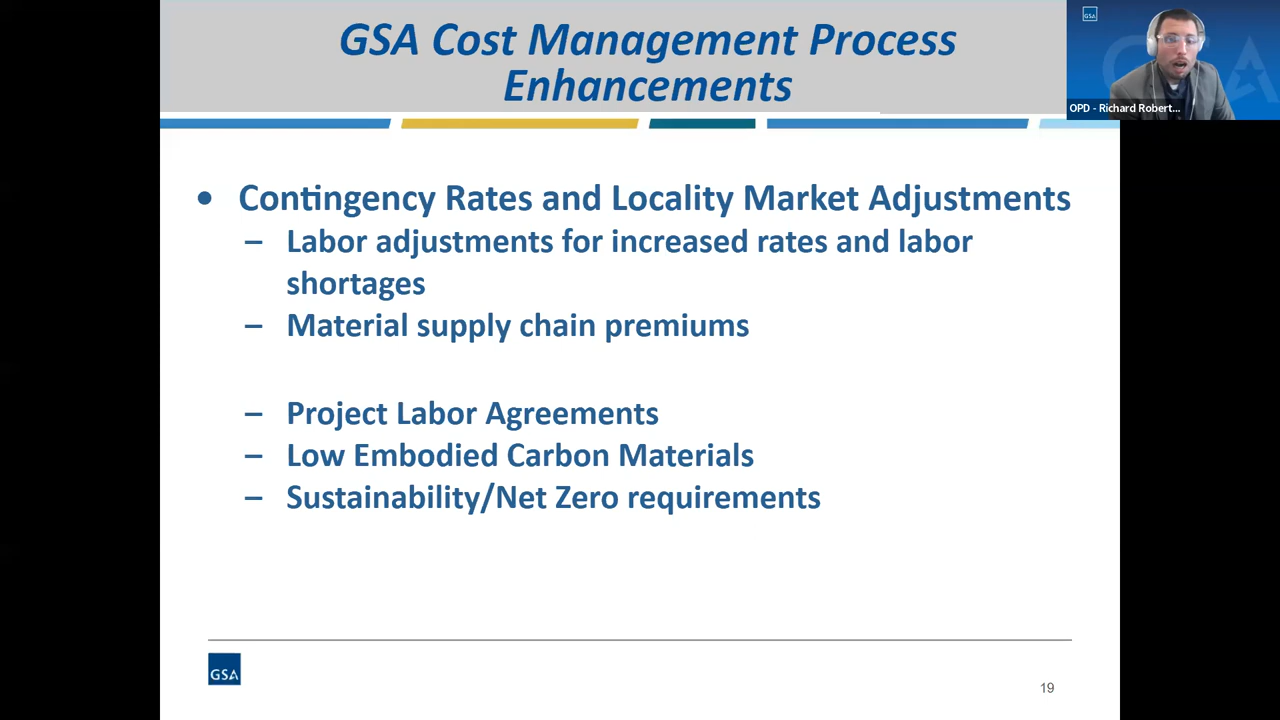 GSA Cost Management Process
Enhancements
GSA
OPD - Richard Robert...
• Contingency Rates and Locality Market Adjustments
– Labor adjustments for increased rates and labor
shortages
– Material supply chain premiums
– Project Labor Agreements
– Low Embodied Carbon Materials
– Sustainability/Net Zero requirements
GSA
19